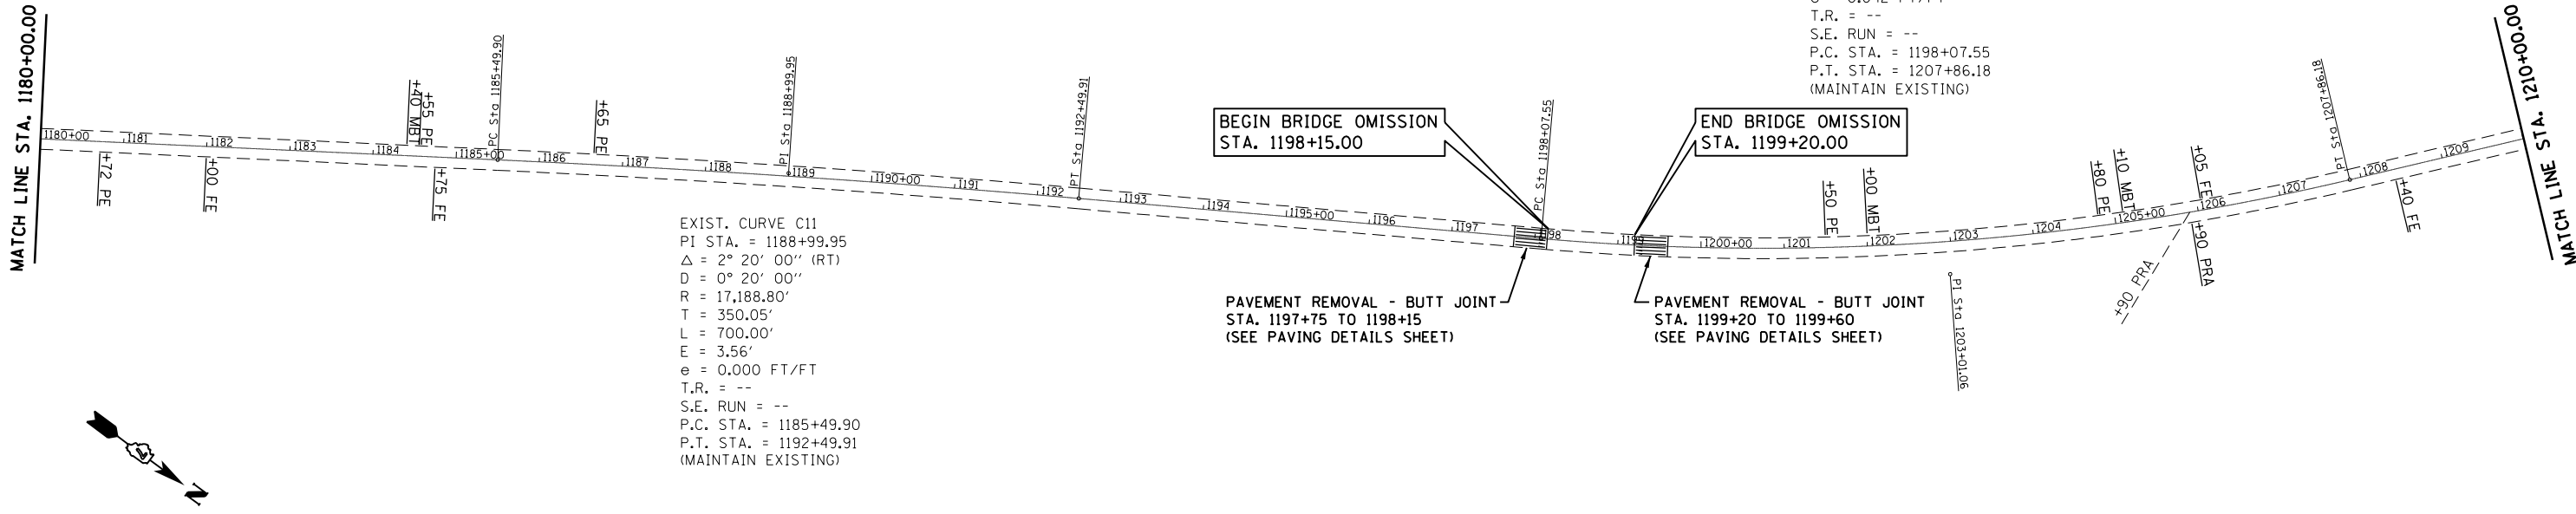 MATCH LINE STA. 1180+00.00
1180+00
1181
1182
1183
1184
1185+00
1186
1187
1188
1189
1190+00
1191
1192
1193
1194
1195+00
1196
1197
1198
1199
1200+00
1201
1202
1203
1204
1205+00
1206
1207
1208
1209
+72 PE
+00 FE
+40 MBT
+55 PE
+75 FE
PC Sta 1185+49.90
+65 PE
PI Sta 1188+99.95
PT Sta 1192+49.91
EXIST. CURVE C11
PI STA. = 1188+99.95
△ = 2° 20' 00'' (RT)
D = 0° 20' 00''
R = 17,188.80'
T = 350.05'
L = 700.00'
E = 3.56'
e = 0.000 FT/FT
T.R. = --
S.E. RUN = --
P.C. STA. = 1185+49.90
P.T. STA. = 1192+49.91
(MAINTAIN EXISTING)
BEGIN BRIDGE OMISSION
STA. 1198+15.00
PC Sta 1198+07.55
END BRIDGE OMISSION
STA. 1199+20.00
PAVEMENT REMOVAL - BUTT JOINT
STA. 1197+75 TO 1198+15
(SEE PAVING DETAILS SHEET)
PAVEMENT REMOVAL - BUTT JOINT
STA. 1199+20 TO 1199+60
(SEE PAVING DETAILS SHEET)
T.R. = --
S.E. RUN = --
P.C. STA. = 1198+07.55
P.T. STA. = 1207+86.18
(MAINTAIN EXISTING)
+50 PE
+00 MBT
PI Sta 1203+01.06
+80 PE
+10 MBT
+05 FE
+90 PRA
+90 PRA
PT Sta 1207+86.18
+40 FE
MATCH LINE STA. 1210+00.00
N